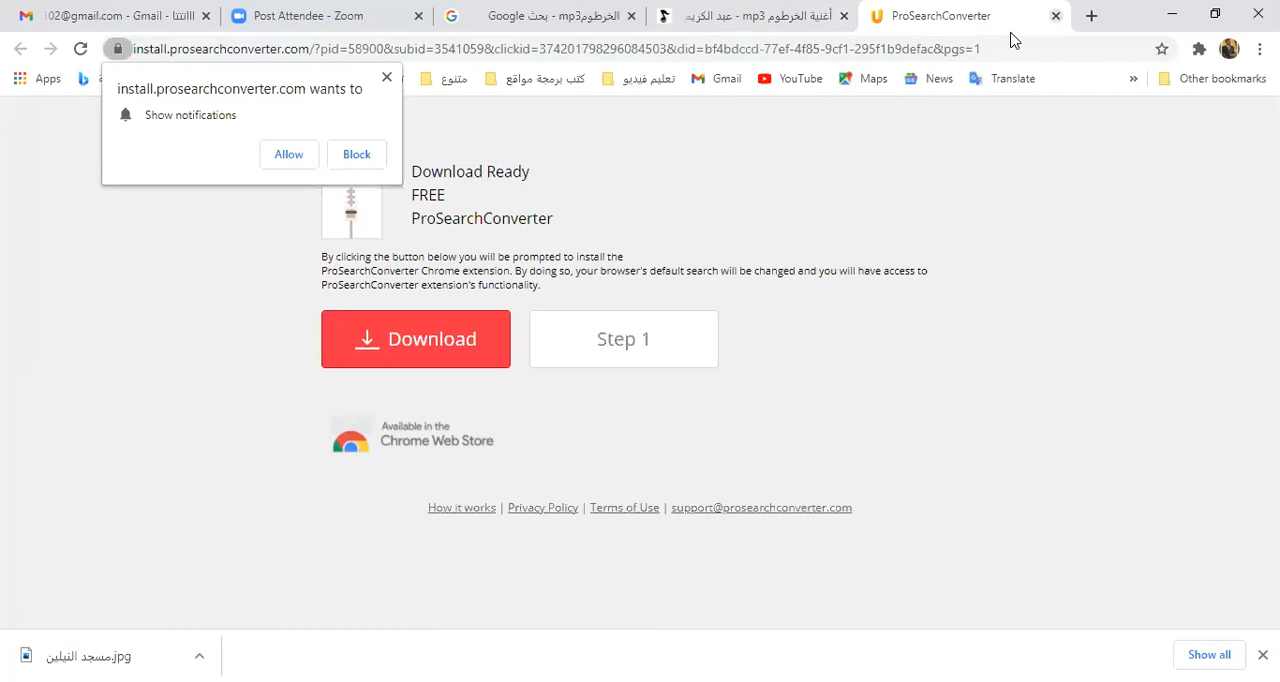 102@gmail.com - Gmail - اااتنتا
Post Attendee - Zoom
الخرطومmp3 - بحث Google
أغنية الخرطوم mp3 - عبد الكريم
ProSearchConverter
install.prosearchconverter.com/?pid=58900&subid=3541059&clickid=374201798296084503&did=bf4bdccd-77ef-4f85-9cf1-295f1b9defac&pgs=1
Apps
متنوع
كتب برمجة مواقع
تعليم فيديو
Gmail
YouTube
Maps
News
Translate
»
Other bookmarks
install.prosearchconverter.com wants to
Show notifications
Allow
Block
Download Ready
FREE
ProSearchConverter
By clicking the button below you will be prompted to install the
ProSearchConverter Chrome extension. By doing so, your browser's default search will be changed and you will have access to
ProSearchConverter extension's functionality.
Download
Step 1
Available in the
Chrome Web Store
How it works | Privacy Policy | Terms of Use | support@prosearchconverter.com
مسجد النيلين.jpg
Show all